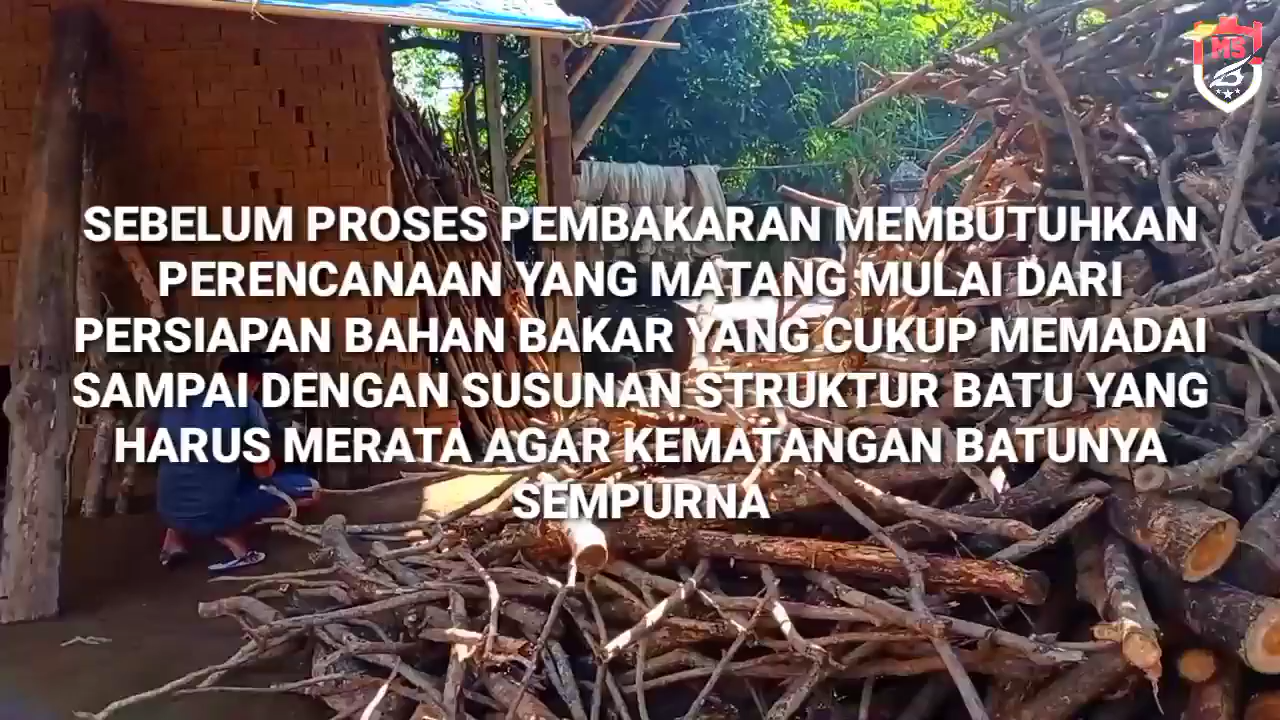 MS
SEBELUM PROSES PEMBAKARAN MEMBUTUHKAN
PERENCANAAN YANG MATANG MULAI DARI
PERSIAPAN BAHAN BAKAR YANG CUKUP MEMADAI
SAMPAI DENGAN SUSUNAN STRUKTUR BATU YANG
HARUS MERATA AGAR KEMATANGAN BATUNYA
SEMPURNA